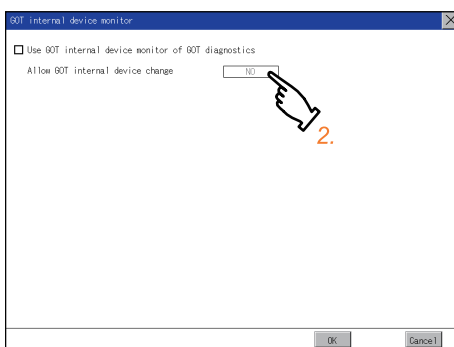 GOT internal device monitor
Use GOT internal device monitor of GOT diagnostics
Allow GOT internal device change NO
2.
OK Cancel